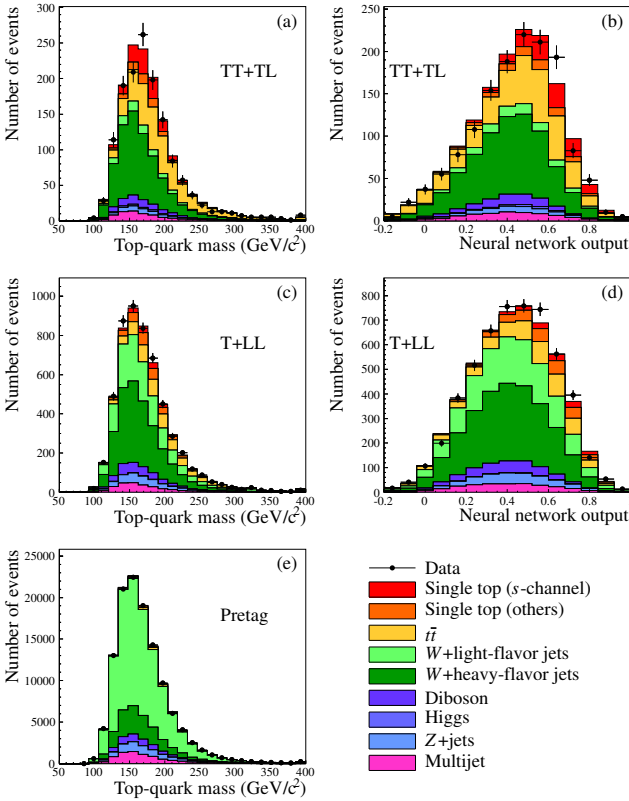 (a)
TT+TL
Number of events
300
250
200
150
100
50
0
50 100 150 200 250 300 350 400
Top-quark mass (GeV/c²)
(b)
TT+TL
Number of events
250
200
150
100
50
0
-0.2 0 0.2 0.4 0.6 0.8
Neural network output
(c)
T+LL
Number of events
1000
800
600
400
200
0
50 100 150 200 250 300 350 400
Top-quark mass (GeV/c²)
(d)
T+LL
Number of events
800
700
600
500
400
300
200
100
0
-0.2 0 0.2 0.4 0.6 0.8
Neural network output
(e)
Pretag
Number of events
25000
20000
15000
10000
5000
0
50 100 150 200 250 300 350 400
Top-quark mass (GeV/c²)
Data
Single top (s-channel)
Single top (others)
tt̄
W+light-flavor jets
W+heavy-flavor jets
Diboson
Higgs
Z+jets
Multijet